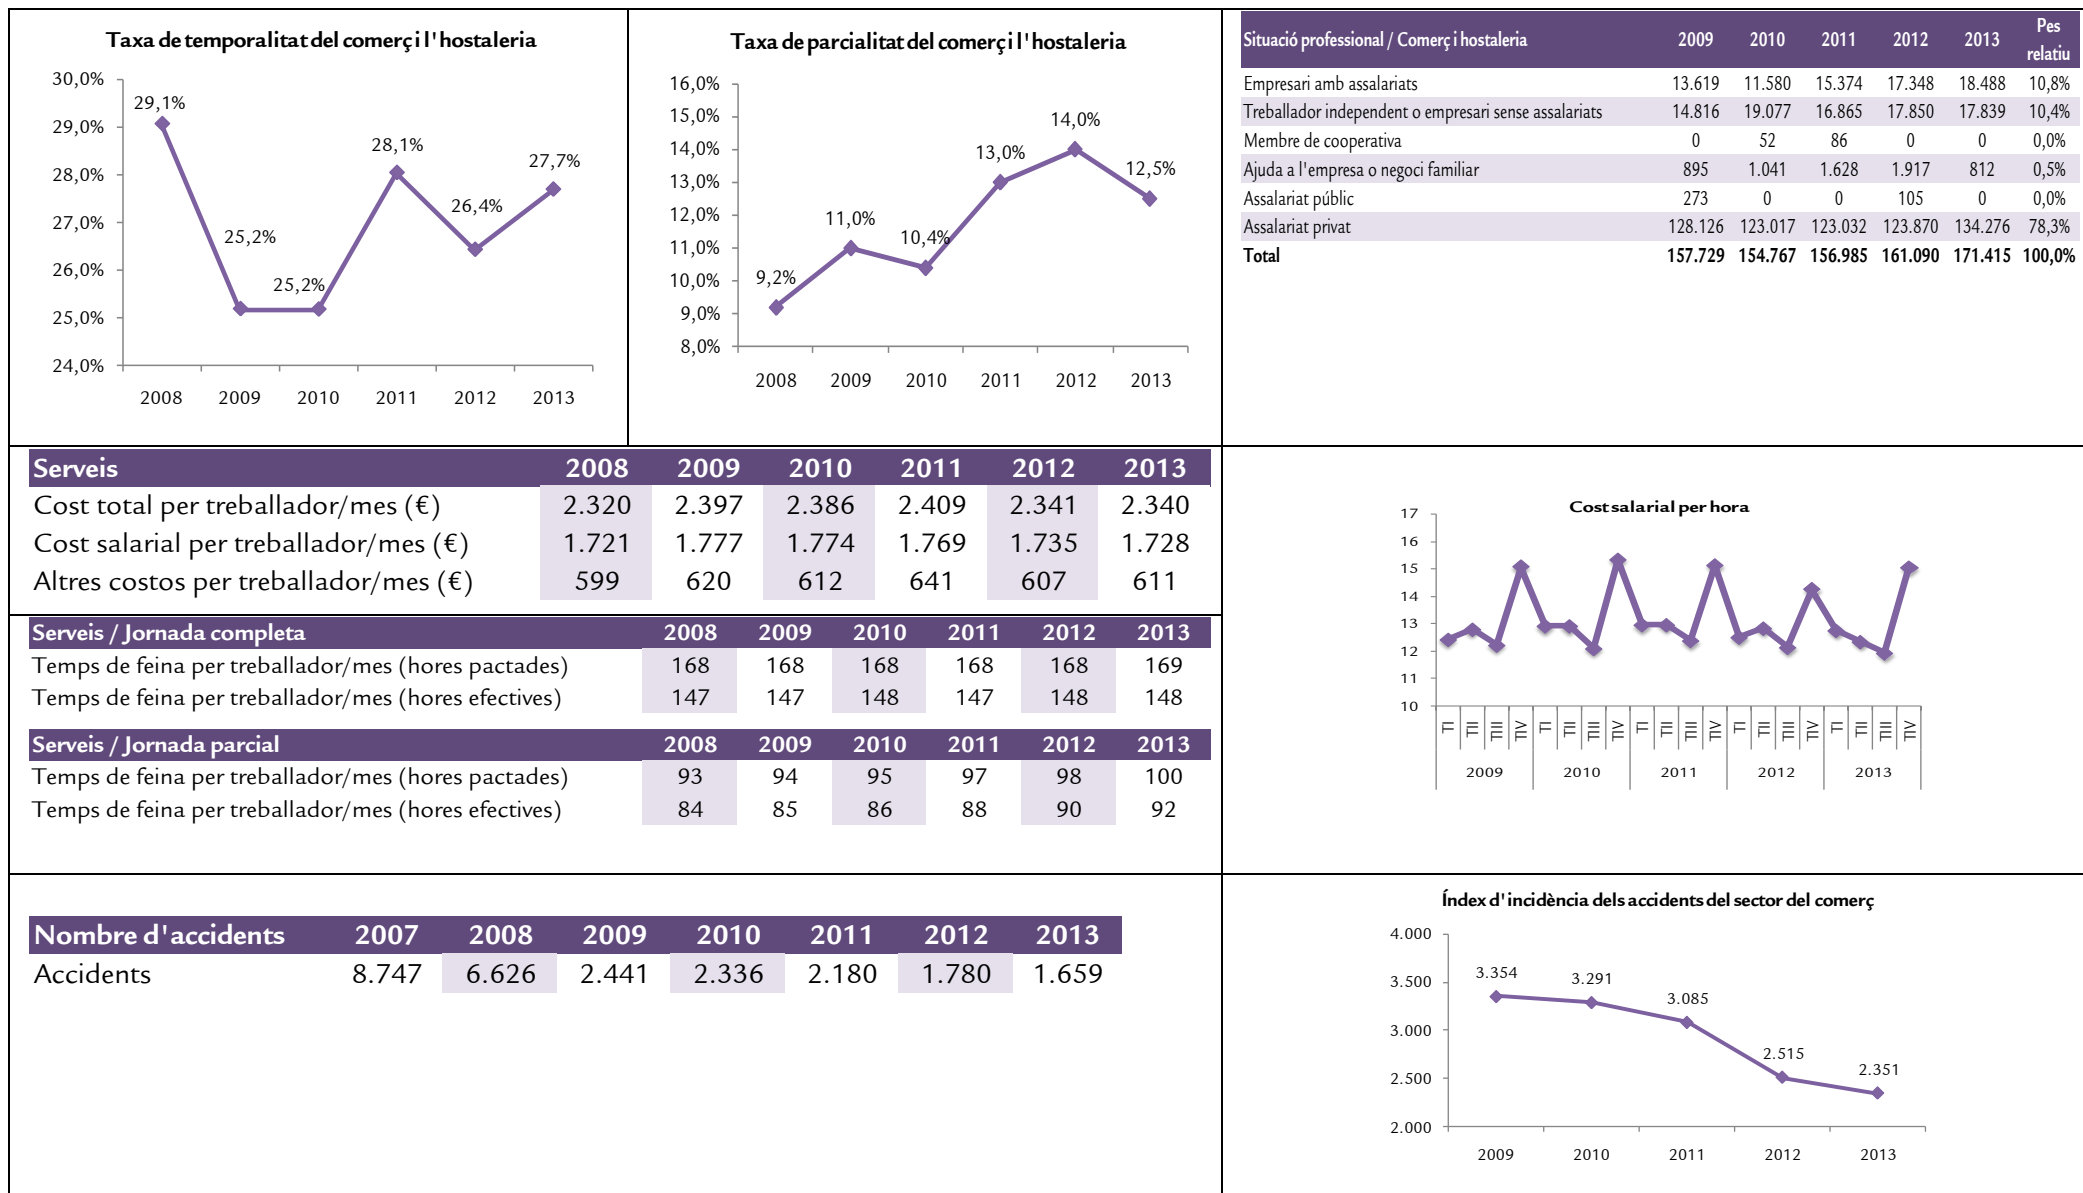 Taxa de temporalitat del comerç i l'hostaleria
30,0%
29,0%
28,0%
27,0%
26,0%
25,0%
24,0%
29,1%
25,2%
25,2%
28,1%
26,4%
27,7%
2008 2009 2010 2011 2012 2013
Taxa de parcialitat del comerç i l'hostaleria
16,0%
15,0%
14,0%
13,0%
12,0%
11,0%
10,0%
9,0%
8,0%
9,2%
11,0%
10,4%
13,0%
14,0%
12,5%
2008 2009 2010 2011 2012 2013
Situació professional / Comerç i hostaleria 2009 2010 2011 2012 2013 Pes relatiu
Empresari amb assalariats 13.619 11.580 15.374 17.348 18.488 10,8%
Treballador independent o empresari sense assalariats 14.816 19.077 16.865 17.850 17.839 10,4%
Membre de cooperativa 0 52 86 0 0 0,0%
Ajuda a l'empresa o negoci familiar 895 1.041 1.628 1.917 812 0,5%
Assalariat públic 273 0 0 105 0 0,0%
Assalariat privat 128.126 123.017 123.032 123.870 134.276 78,3%
Total 157.729 154.767 156.985 161.090 171.415 100,0%
Serveis 2008 2009 2010 2011 2012 2013
Cost total per treballador/mes (€) 2.320 2.397 2.386 2.409 2.341 2.340
Cost salarial per treballador/mes (€) 1.721 1.777 1.774 1.769 1.735 1.728
Altres costos per treballador/mes (€) 599 620 612 641 607 611
Serveis / Jornada completa 2008 2009 2010 2011 2012 2013
Temps de feina per treballador/mes (hores pactades) 168 168 168 168 168 169
Temps de feina per treballador/mes (hores efectives) 147 147 148 147 148 148
Serveis / Jornada parcial 2008 2009 2010 2011 2012 2013
Temps de feina per treballador/mes (hores pactades) 93 94 95 97 98 100
Temps de feina per treballador/mes (hores efectives) 84 85 86 88 90 92
Cost salarial per hora
17
16
15
14
13
12
11
10
TI TII TIII TIV TI TII TIII TIV TI TII TIII TIV TI TII TIII TIV TI TII TIII TIV
2009 2010 2011 2012 2013
Nombre d'accidents 2007 2008 2009 2010 2011 2012 2013
Accidents 8.747 6.626 2.441 2.336 2.180 1.780 1.659
Índex d'incidència dels accidents del sector del comerç
4.000
3.500
3.000
2.500
2.000
3.354
3.291
3.085
2.515
2.351
2009 2010 2011 2012 2013